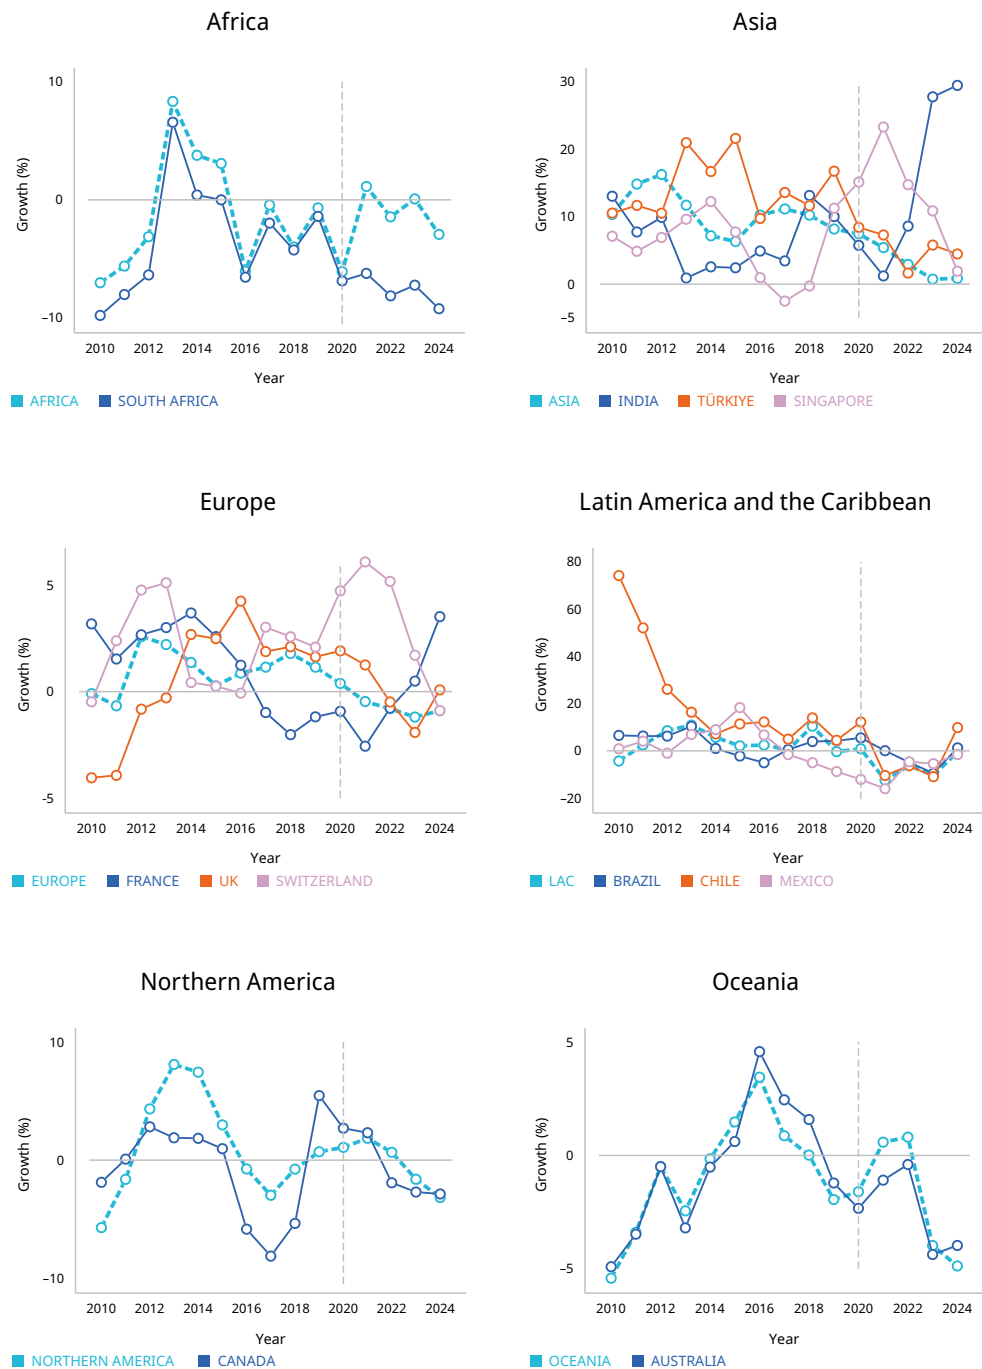 Africa
Growth (%)
10
0
–10
2010 2012 2014 2016 2018 2020 2022 2024
Year
AFRICA SOUTH AFRICA
Asia
Growth (%)
30
20
10
0
–5
2010 2012 2014 2016 2018 2020 2022 2024
Year
ASIA INDIA TÜRKIYE SINGAPORE
Europe
Growth (%)
5
0
-5
2010 2012 2014 2016 2018 2020 2022 2024
Year
EUROPE FRANCE UK SWITZERLAND
Latin America and the Caribbean
Growth (%)
80
60
40
20
0
–20
2010 2012 2014 2016 2018 2020 2022 2024
Year
LAC BRAZIL CHILE MEXICO
Northern America
Growth (%)
10
0
–10
2010 2012 2014 2016 2018 2020 2022 2024
Year
NORTHERN AMERICA CANADA
Oceania
Growth (%)
5
0
–5
2010 2012 2014 2016 2018 2020 2022 2024
Year
OCEANIA AUSTRALIA